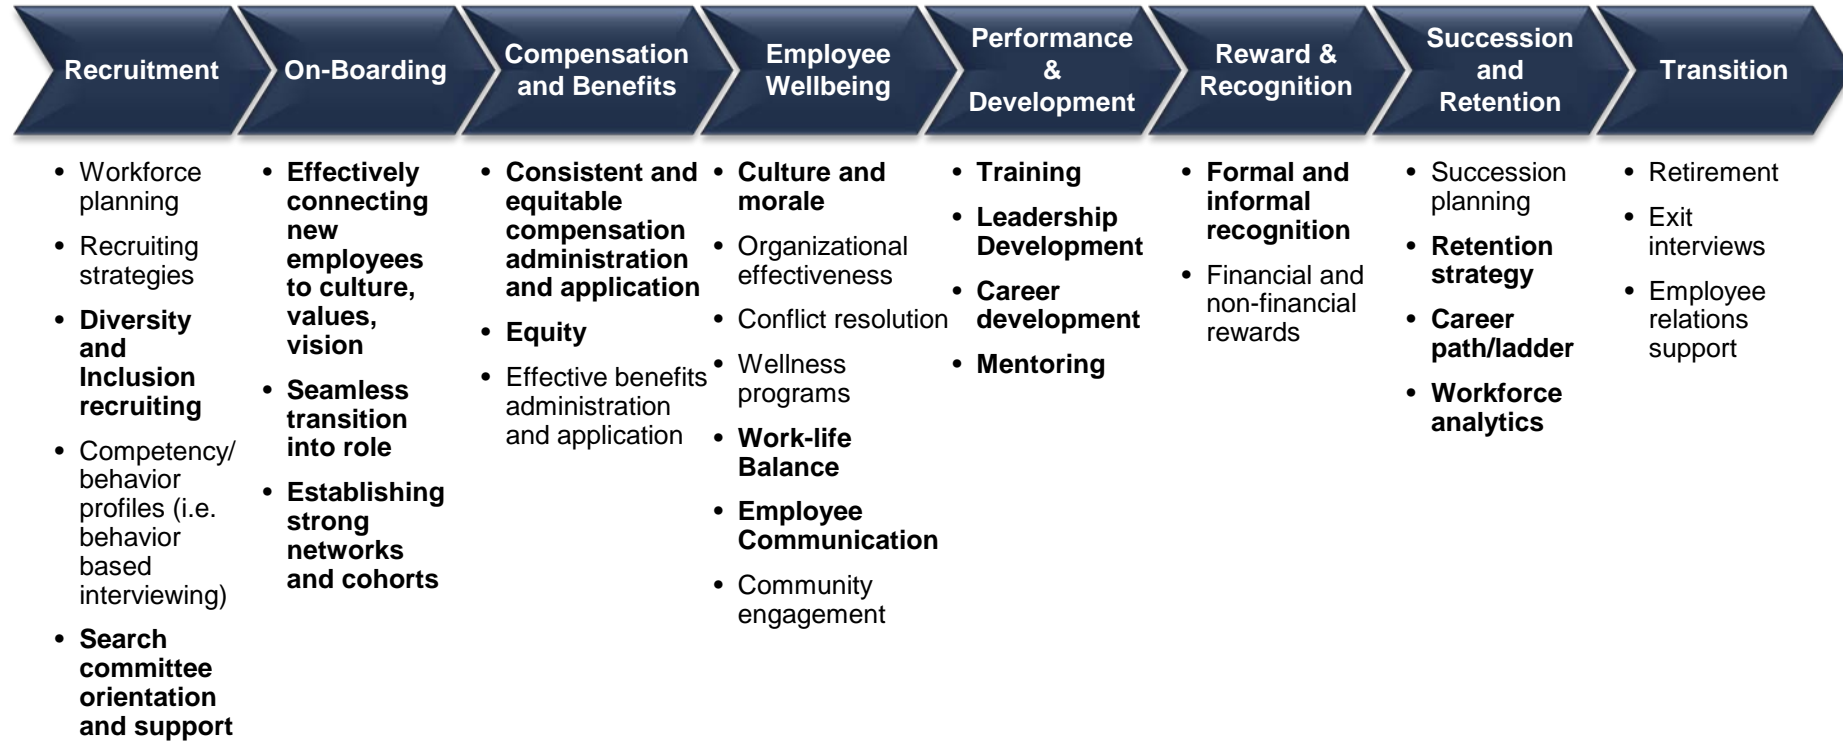 Recruitment
On-Boarding
Compensation
and Benefits
Employee
Wellbeing
Performance
&
Development
Reward &
Recognition
Succession
and
Retention
Transition
• Workforce
planning
• Recruiting
strategies
• Diversity
and
Inclusion
recruiting
• Competency/
behavior
profiles (i.e.
behavior
based
interviewing)
• Search
committee
orientation
and support
• Effectively
connecting
new
employees
to culture,
values,
vision
• Seamless
transition
into role
• Establishing
strong
networks
and cohorts
• Consistent and
equitable
compensation
administration
and application
• Equity
• Effective benefits
administration
and application
• Culture and
morale
• Organizational
effectiveness
• Conflict resolution
• Wellness
programs
• Work-life
Balance
• Employee
Communication
• Community
engagement
• Training
• Leadership
Development
• Career
development
• Mentoring
• Formal and
informal
recognition
• Financial and
non-financial
rewards
• Succession
planning
• Retention
strategy
• Career
path/ladder
• Workforce
analytics
• Retirement
• Exit
interviews
• Employee
relations
support